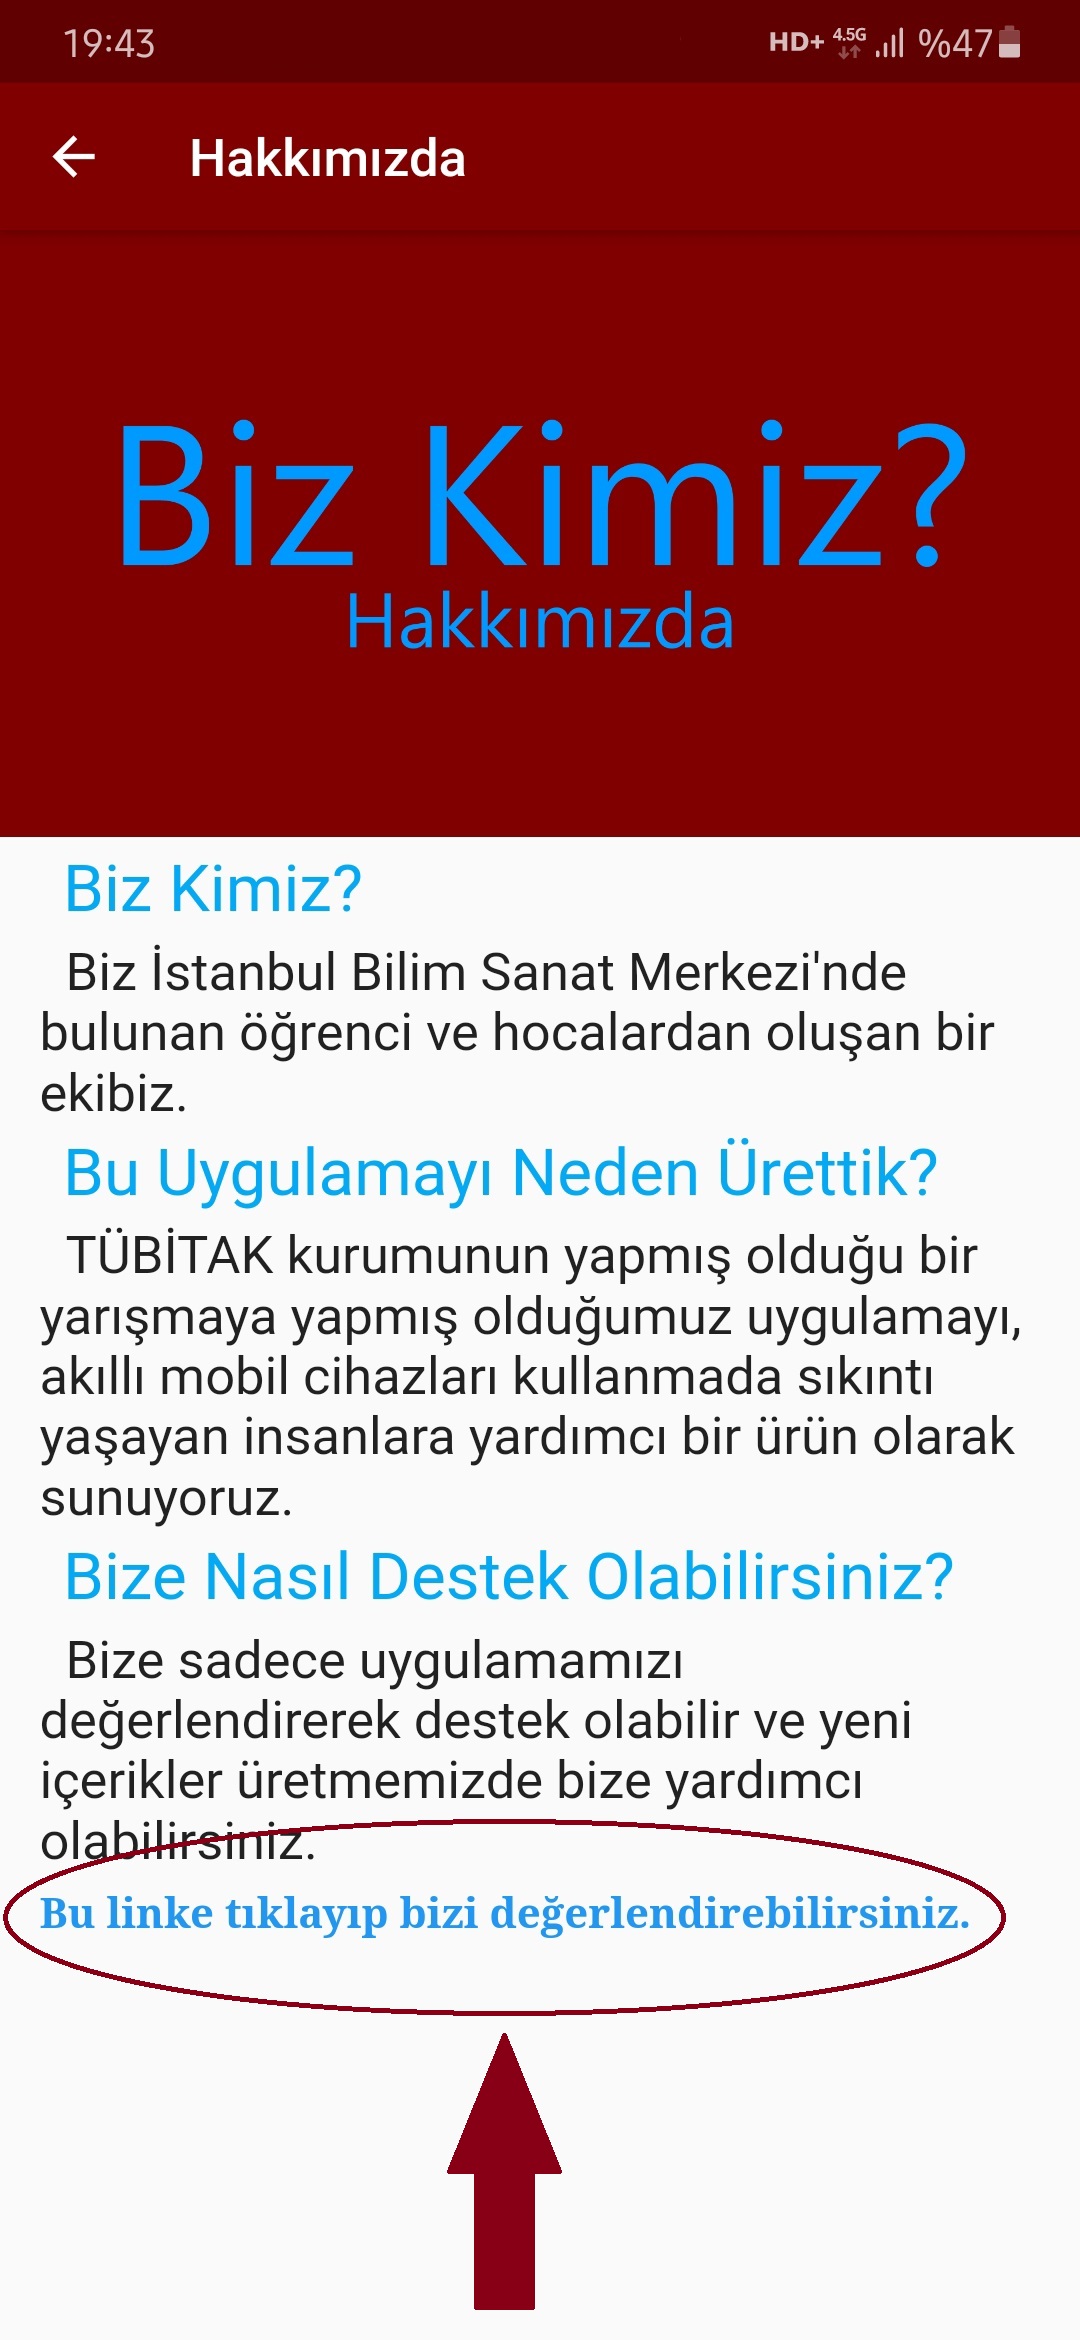 19:43 HD+ 4.5G %47
Hakkımızda
Biz Kimiz?
Hakkımızda
Biz Kimiz?
Biz İstanbul Bilim Sanat Merkezi'nde
bulunan öğrenci ve hocalardan oluşan bir
ekibiz.
Bu Uygulamayı Neden Ürettik?
TÜBİTAK kurumunun yapmış olduğu bir
yarışmaya yapmış olduğumuz uygulamayı,
akıllı mobil cihazları kullanmada sıkıntı
yaşayan insanlara yardımcı bir ürün olarak
sunuyoruz.
Bize Nasıl Destek Olabilirsiniz?
Bize sadece uygulamamızı
değerlendirerek destek olabilir ve yeni
içerikler üretmemizde bize yardımcı
olabilirsiniz.
Bu linke tıklayıp bizi değerlendirebilirsiniz.